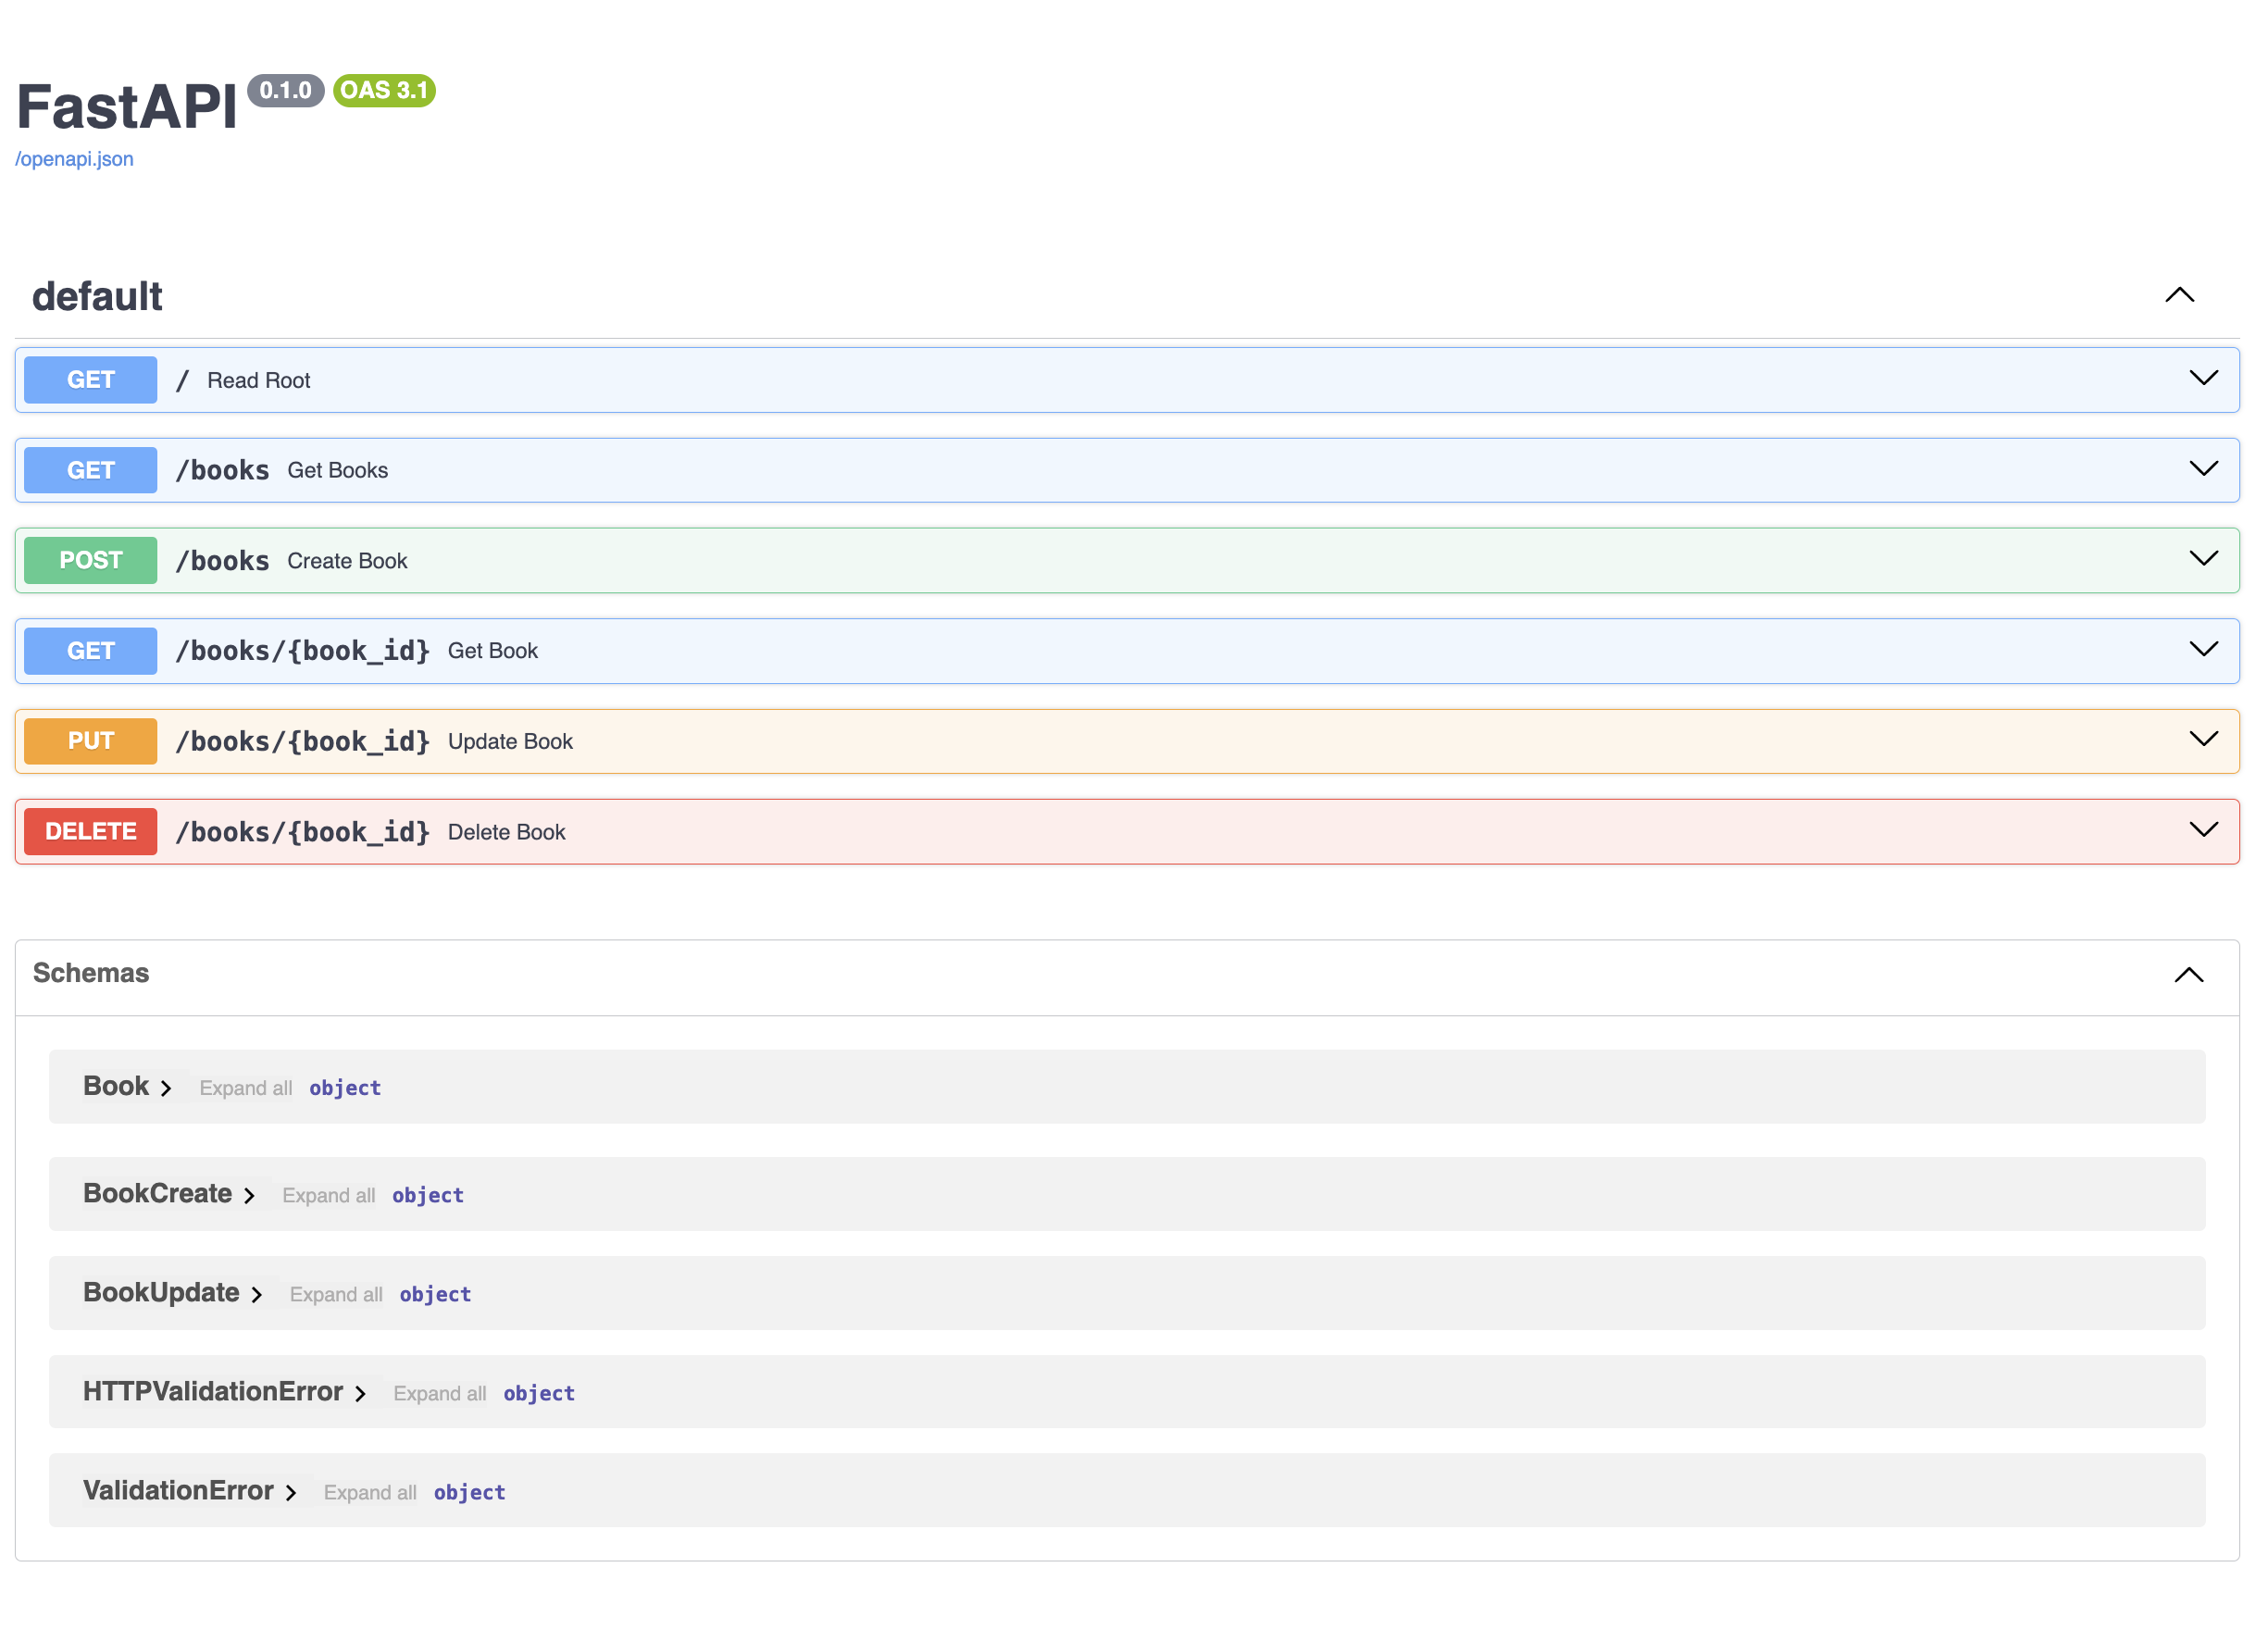 FastAPI 0.1.0 OAS 3.1
/openapi.json
default
GET / Read Root
GET /books Get Books
POST /books Create Book
GET /books/{book_id} Get Book
PUT /books/{book_id} Update Book
DELETE /books/{book_id} Delete Book
Schemas
Book Expand all object
BookCreate Expand all object
BookUpdate Expand all object
HTTPValidationError Expand all object
ValidationError Expand all object